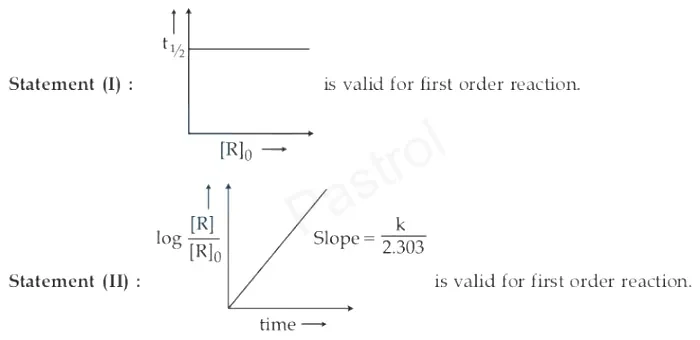 t1/2
Statement (I) : is valid for first order reaction.
[R]0
log [R]/[R]0
Slope = k/2.303
Statement (II) : is valid for first order reaction.
time
Pastrol